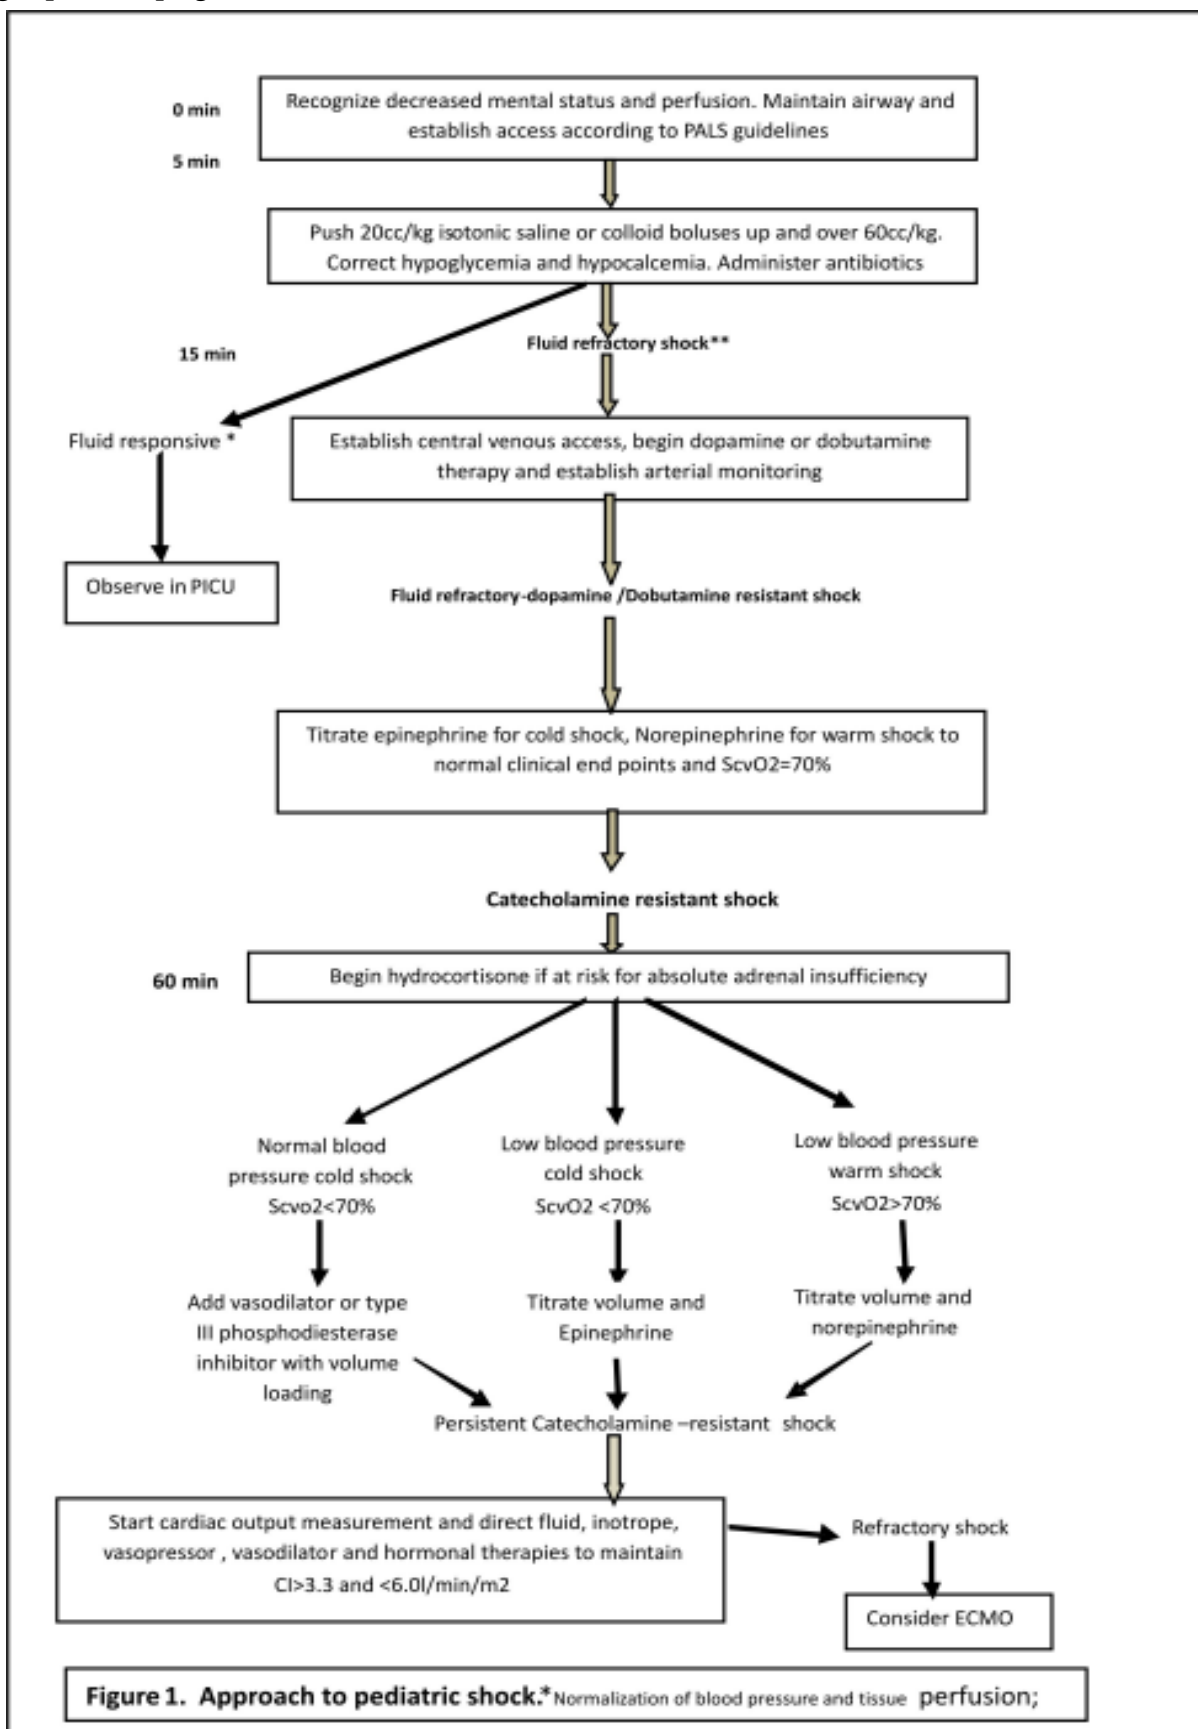 0 min
Recognize decreased mental status and perfusion. Maintain airway and
establish access according to PALS guidelines
5 min
Push 20cc/kg isotonic saline or colloid boluses up and over 60cc/kg.
Correct hypoglycemia and hypocalcemia. Administer antibiotics
15 min
Fluid refractory shock**
Fluid responsive *
Establish central venous access, begin dopamine or dobutamine
therapy and establish arterial monitoring
Observe in PICU
Fluid refractory-dopamine /Dobutamine resistant shock
Titrate epinephrine for cold shock, Norepinephrine for warm shock to
normal clinical end points and ScvO2=70%
Catecholamine resistant shock
60 min
Begin hydrocortisone if at risk for absolute adrenal insufficiency
Normal blood
pressure cold shock
Scvo2<70%
Low blood pressure
cold shock
ScvO2 <70%
Low blood pressure
warm shock
ScvO2>70%
Add vasodilator or type
III phosphodiesterase
inhibitor with volume
loading
Titrate volume and
Epinephrine
Titrate volume and
norepinephrine
Persistent Catecholamine –resistant shock
Start cardiac output measurement and direct fluid, inotrope,
vasopressor , vasodilator and hormonal therapies to maintain
CI>3.3 and <6.0l/min/m2
Refractory shock
Consider ECMO
Figure 1. Approach to pediatric shock.*Normalization of blood pressure and tissue perfusion;